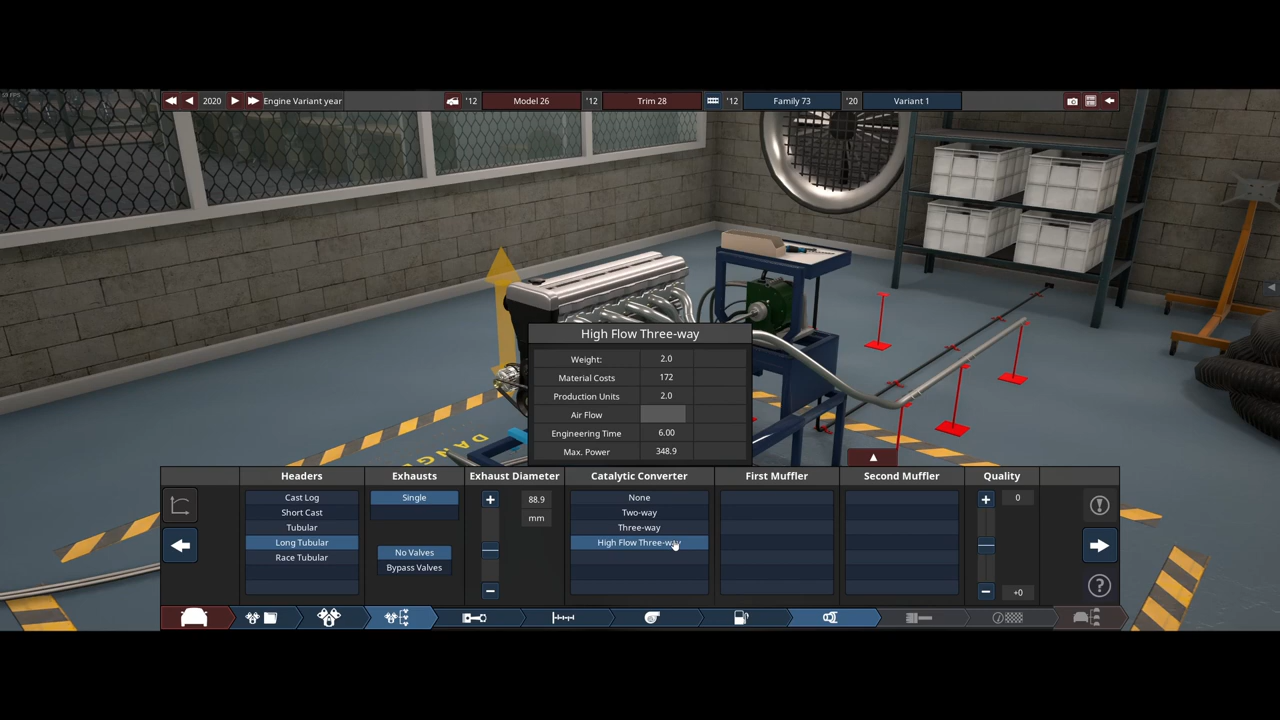 59 FPS
2020 Engine Variant year '12 Model 26 '12 Trim 28 '12 Family 73 '20 Variant 1
DANG
High Flow Three-way
Weight: 2.0
Material Costs 172
Production Units 2.0
Air Flow
Engineering Time 6.00
Max. Power 348.9
Headers Exhausts Exhaust Diameter Catalytic Converter First Muffler Second Muffler Quality
Cast Log Single + 88.9 None + 0
Short Cast mm Two-way
Tubular Three-way
Long Tubular No Valves High Flow Three-way
Race Tubular Bypass Valves
- - +0
?